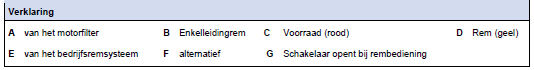 Verklaring
A van het motorfilter B Enkelleidingrem C Voorraad (rood) D Rem (geel)
E van het bedrijfsremsysteem F alternatief G Schakelaar opent bij rembediening